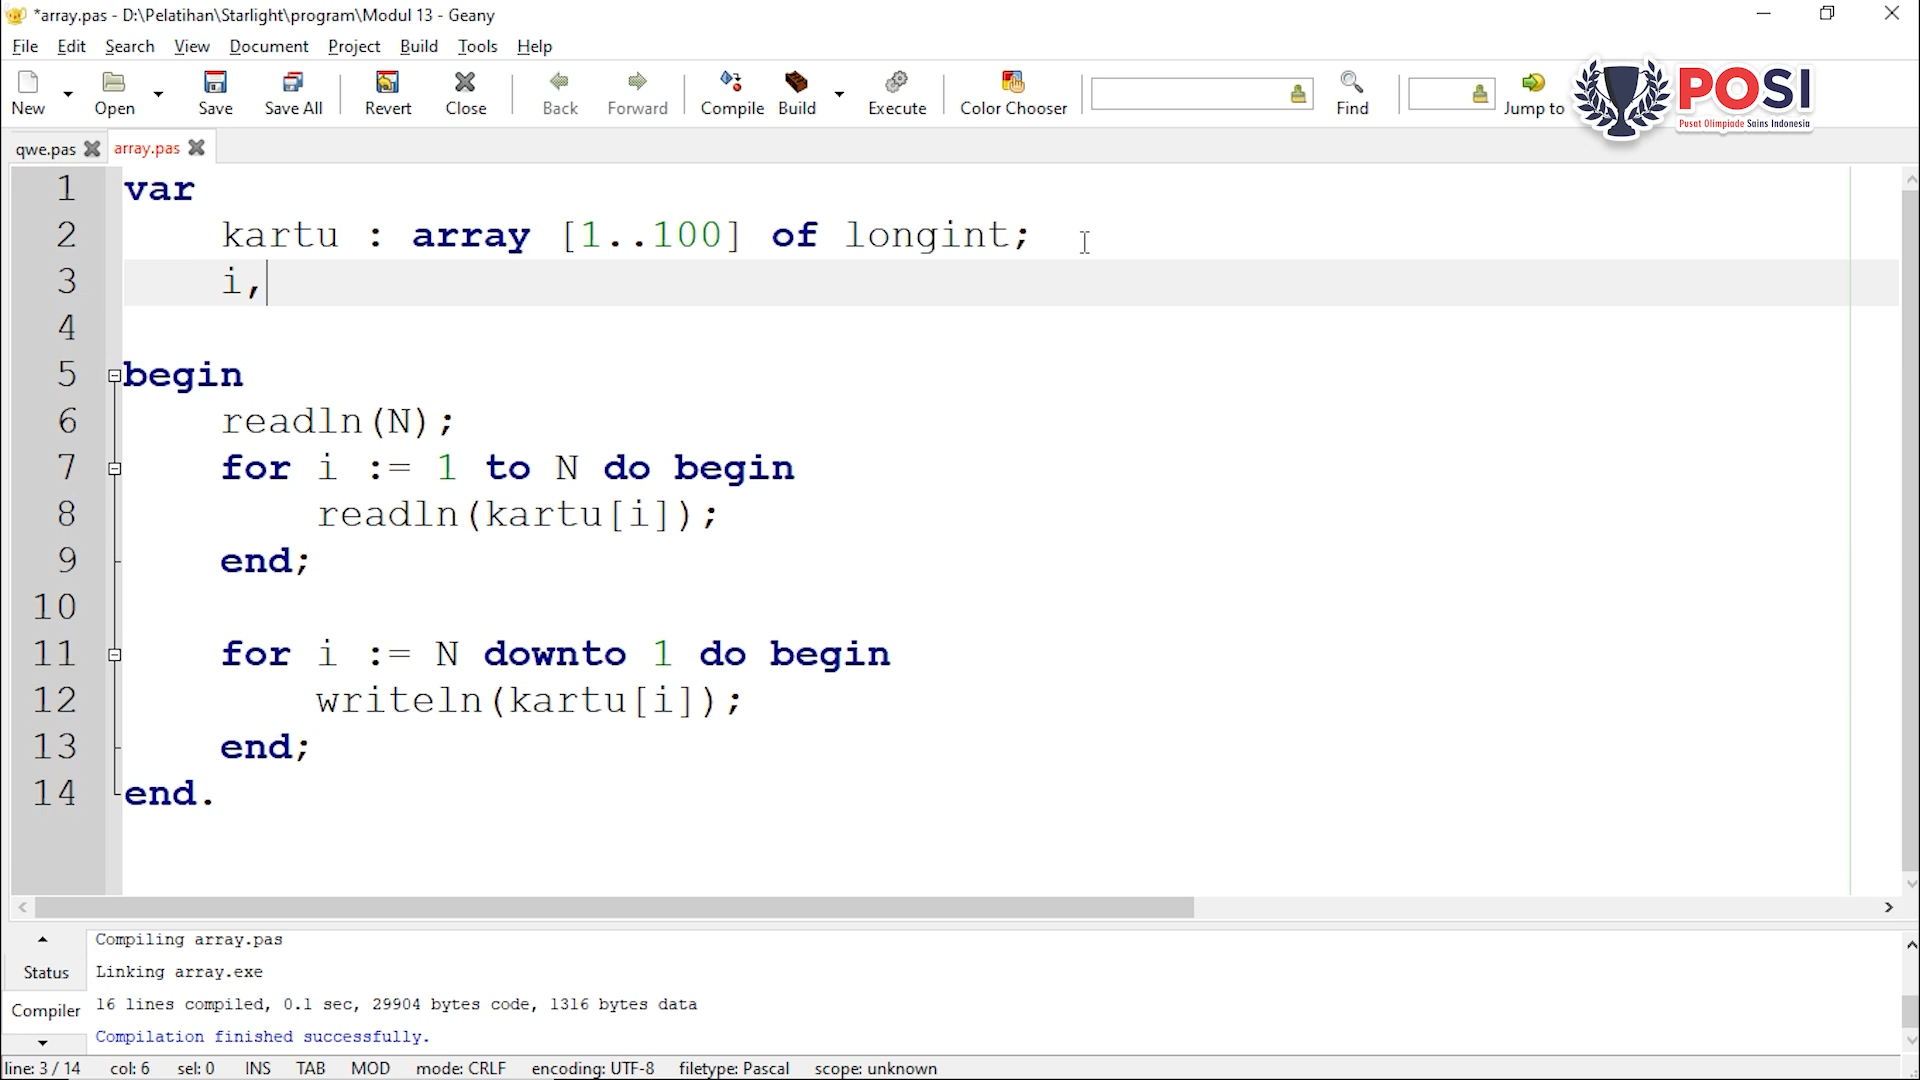 *array.pas - D:\Pelatihan\Starlight\program\Modul 13 - Geany
File Edit Search View Document Project Build Tools Help
New Open Save Save All Revert Close Back Forward Compile Build Execute Color Chooser Find Jump to
POSI
Pusat Olimpiade Sains Indonesia
qwe.pas array.pas
1 var
2 kartu : array [1..100] of longint;
3 i,
4
5 begin
6 readln(N);
7 for i := 1 to N do begin
8 readln(kartu[i]);
9 end;
10
11 for i := N downto 1 do begin
12 writeln(kartu[i]);
13 end;
14 end.
Status
Compiler
Compiling array.pas
Linking array.exe
16 lines compiled, 0.1 sec, 29904 bytes code, 1316 bytes data
Compilation finished successfully.
line: 3 / 14 col: 6 sel: 0 INS TAB MOD mode: CRLF encoding: UTF-8 filetype: Pascal scope: unknown